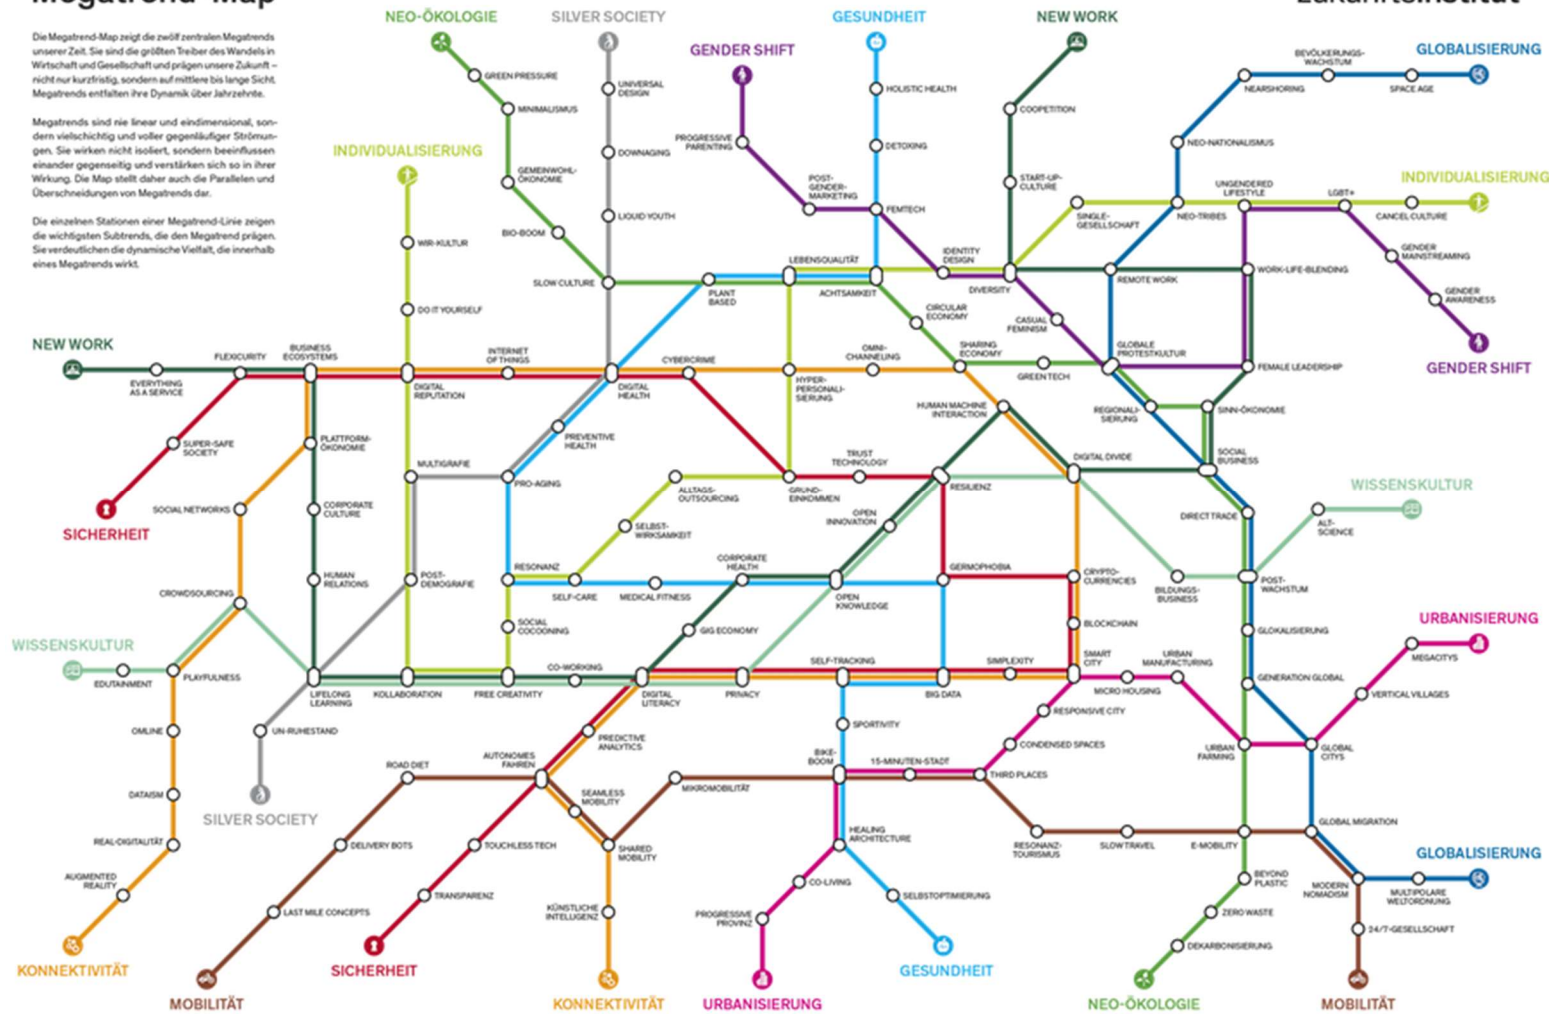 Megatrend-Map
zukunftsInstitut
Die Megatrend-Map zeigt die zwölf zentralen Megatrends
unserer Zeit. Sie sind die größten Treiber des Wandels in
Wirtschaft und Gesellschaft und prägen unsere Zukunft –
nicht nur kurzfristig, sondern auf mittlere bis lange Sicht.
Megatrends entfalten ihre Dynamik über Jahrzehnte.
Megatrends sind nie linear und eindimensional, son-
dern vielschichtig und voller gegenläufiger Strömun-
gen. Sie wirken nicht isoliert, sondern beeinflussen
einander gegenseitig und verstärken sich so in ihrer
Wirkung. Die Map stellt daher auch die Parallelen und
Überschneidungen von Megatrends dar.
Die einzelnen Stationen einer Megatrend-Linie zeigen
die wichtigsten Subtrends, die den Megatrend prägen.
Sie verdeutlichen die dynamische Vielfalt, die innerhalb
eines Megatrends wirkt.
NEO-ÖKOLOGIE
SILVER SOCIETY
GESUNDHEIT
NEW WORK
GENDER SHIFT
GLOBALISIERUNG
BEVÖLKERUNGS-
WACHSTUM
NEARSHORING
SPACE AGE
GREEN PRESSURE
UNIVERSAL
DESIGN
HOLISTIC HEALTH
MINIMALISMUS
COOPETITION
PROGRESSIVE
PARENTING
DETOXING
NEO-NATIONALISMUS
INDIVIDUALISIERUNG
DOWNAGING
GEMEINWOHL-
ÖKONOMIE
POST-
GENDER-
MARKETING
START-UP-
CULTURE
UNGENDERED
LIFESTYLE
LGBT+
INDIVIDUALISIERUNG
FEMTECH
SINGLE-
GESELLSCHAFT
NEO-TRIBES
CANCEL CULTURE
LIQUID YOUTH
BIO-BOOM
WIR-KULTUR
GENDER
MAINSTREAMING
LEBENSQUALITÄT
IDENTITY
DESIGN
SLOW CULTURE
PLANT
BASED
ACHTSAMKEIT
DIVERSITY
REMOTE WORK
WORK-LIFE-BLENDING
GENDER
AWARENESS
DO IT YOURSELF
CIRCULAR
ECONOMY
CASUAL
FEMINISM
NEW WORK
FLEXICURITY
BUSINESS
ECOSYSTEMS
INTERNET
OF THINGS
CYBERCRIME
OMNI-
CHANNELING
SHARING
ECONOMY
GLOBALE
PROTESTKULTUR
GREEN TECH
FEMALE LEADERSHIP
GENDER SHIFT
EVERYTHING
AS A SERVICE
DIGITAL
REPUTATION
DIGITAL
HEALTH
HYPER-
PERSONALI-
SIERUNG
HUMAN MACHINE
INTERACTION
REGIONALI-
SIERUNG
SINN-ÖKONOMIE
SUPER-SAFE
SOCIETY
PLATTFORM-
ÖKONOMIE
PREVENTIVE
HEALTH
MULTIGRAFIE
PRO-AGING
TRUST
TECHNOLOGY
DIGITAL DIVIDE
SOCIAL
BUSINESS
ALLTAGS-
OUTSOURCING
GRUND-
EINKOMMEN
RESILIENZ
WISSENSKULTUR
SOCIAL NETWORKS
CORPORATE
CULTURE
SICHERHEIT
SELBST-
WIRKSAMKEIT
OPEN
INNOVATION
DIRECT TRADE
ALT-
SCIENCE
HUMAN
RELATIONS
POST-
DEMOGRAFIE
RESONANZ
CORPORATE
HEALTH
GERMOPHOBIA
CRYPTO-
CURRENCIES
BILDUNGS-
BUSINESS
POST-
WACHSTUM
CROWDSOURCING
SELF-CARE
MEDICAL FITNESS
OPEN
KNOWLEDGE
SOCIAL
COCOONING
GIG ECONOMY
BLOCKCHAIN
GLOKALISIERUNG
URBANISIERUNG
WISSENSKULTUR
EDUTAINMENT
PLAYFULNESS
LIFELONG
LEARNING
KOLLABORATION
FREE CREATIVITY
CO-WORKING
DIGITAL
LITERACY
PRIVACY
SELF-TRACKING
BIG DATA
SIMPLEXITY
SMART
CITY
URBAN
MANUFACTURING
MICRO HOUSING
MEGACITYS
GENERATION GLOBAL
VERTICAL VILLAGES
RESPONSIVE CITY
OMLINE
UN-RUHESTAND
PREDICTIVE
ANALYTICS
SPORTIVITY
CONDENSED SPACES
URBAN
FARMING
GLOBAL
CITYS
ROAD DIET
AUTONOMES
FAHREN
BIKE-
BOOM
15-MINUTEN-STADT
THIRD PLACES
DATAISM
SEAMLESS
MOBILITY
MIKROMOBILITÄT
SILVER SOCIETY
GLOBAL MIGRATION
REAL-DIGITALITÄT
DELIVERY BOTS
TOUCHLESS TECH
SHARED
MOBILITY
HEALING
ARCHITECTURE
RESONANZ-
TOURISMUS
SLOW TRAVEL
E-MOBILITY
GLOBALISIERUNG
AUGMENTED
REALITY
TRANSPARENZ
CO-LIVING
SELBSTOPTIMIERUNG
BEYOND
PLASTIC
MODERN
NOMADISM
MULTIPOLARE
WELTORDNUNG
LAST MILE CONCEPTS
KÜNSTLICHE
INTELLIGENZ
PROGRESSIVE
PROVINZ
ZERO WASTE
24/7-GESELLSCHAFT
DEKARBONISIERUNG
KONNEKTIVITÄT
SICHERHEIT
GESUNDHEIT
MOBILITÄT
KONNEKTIVITÄT
URBANISIERUNG
NEO-ÖKOLOGIE
MOBILITÄT